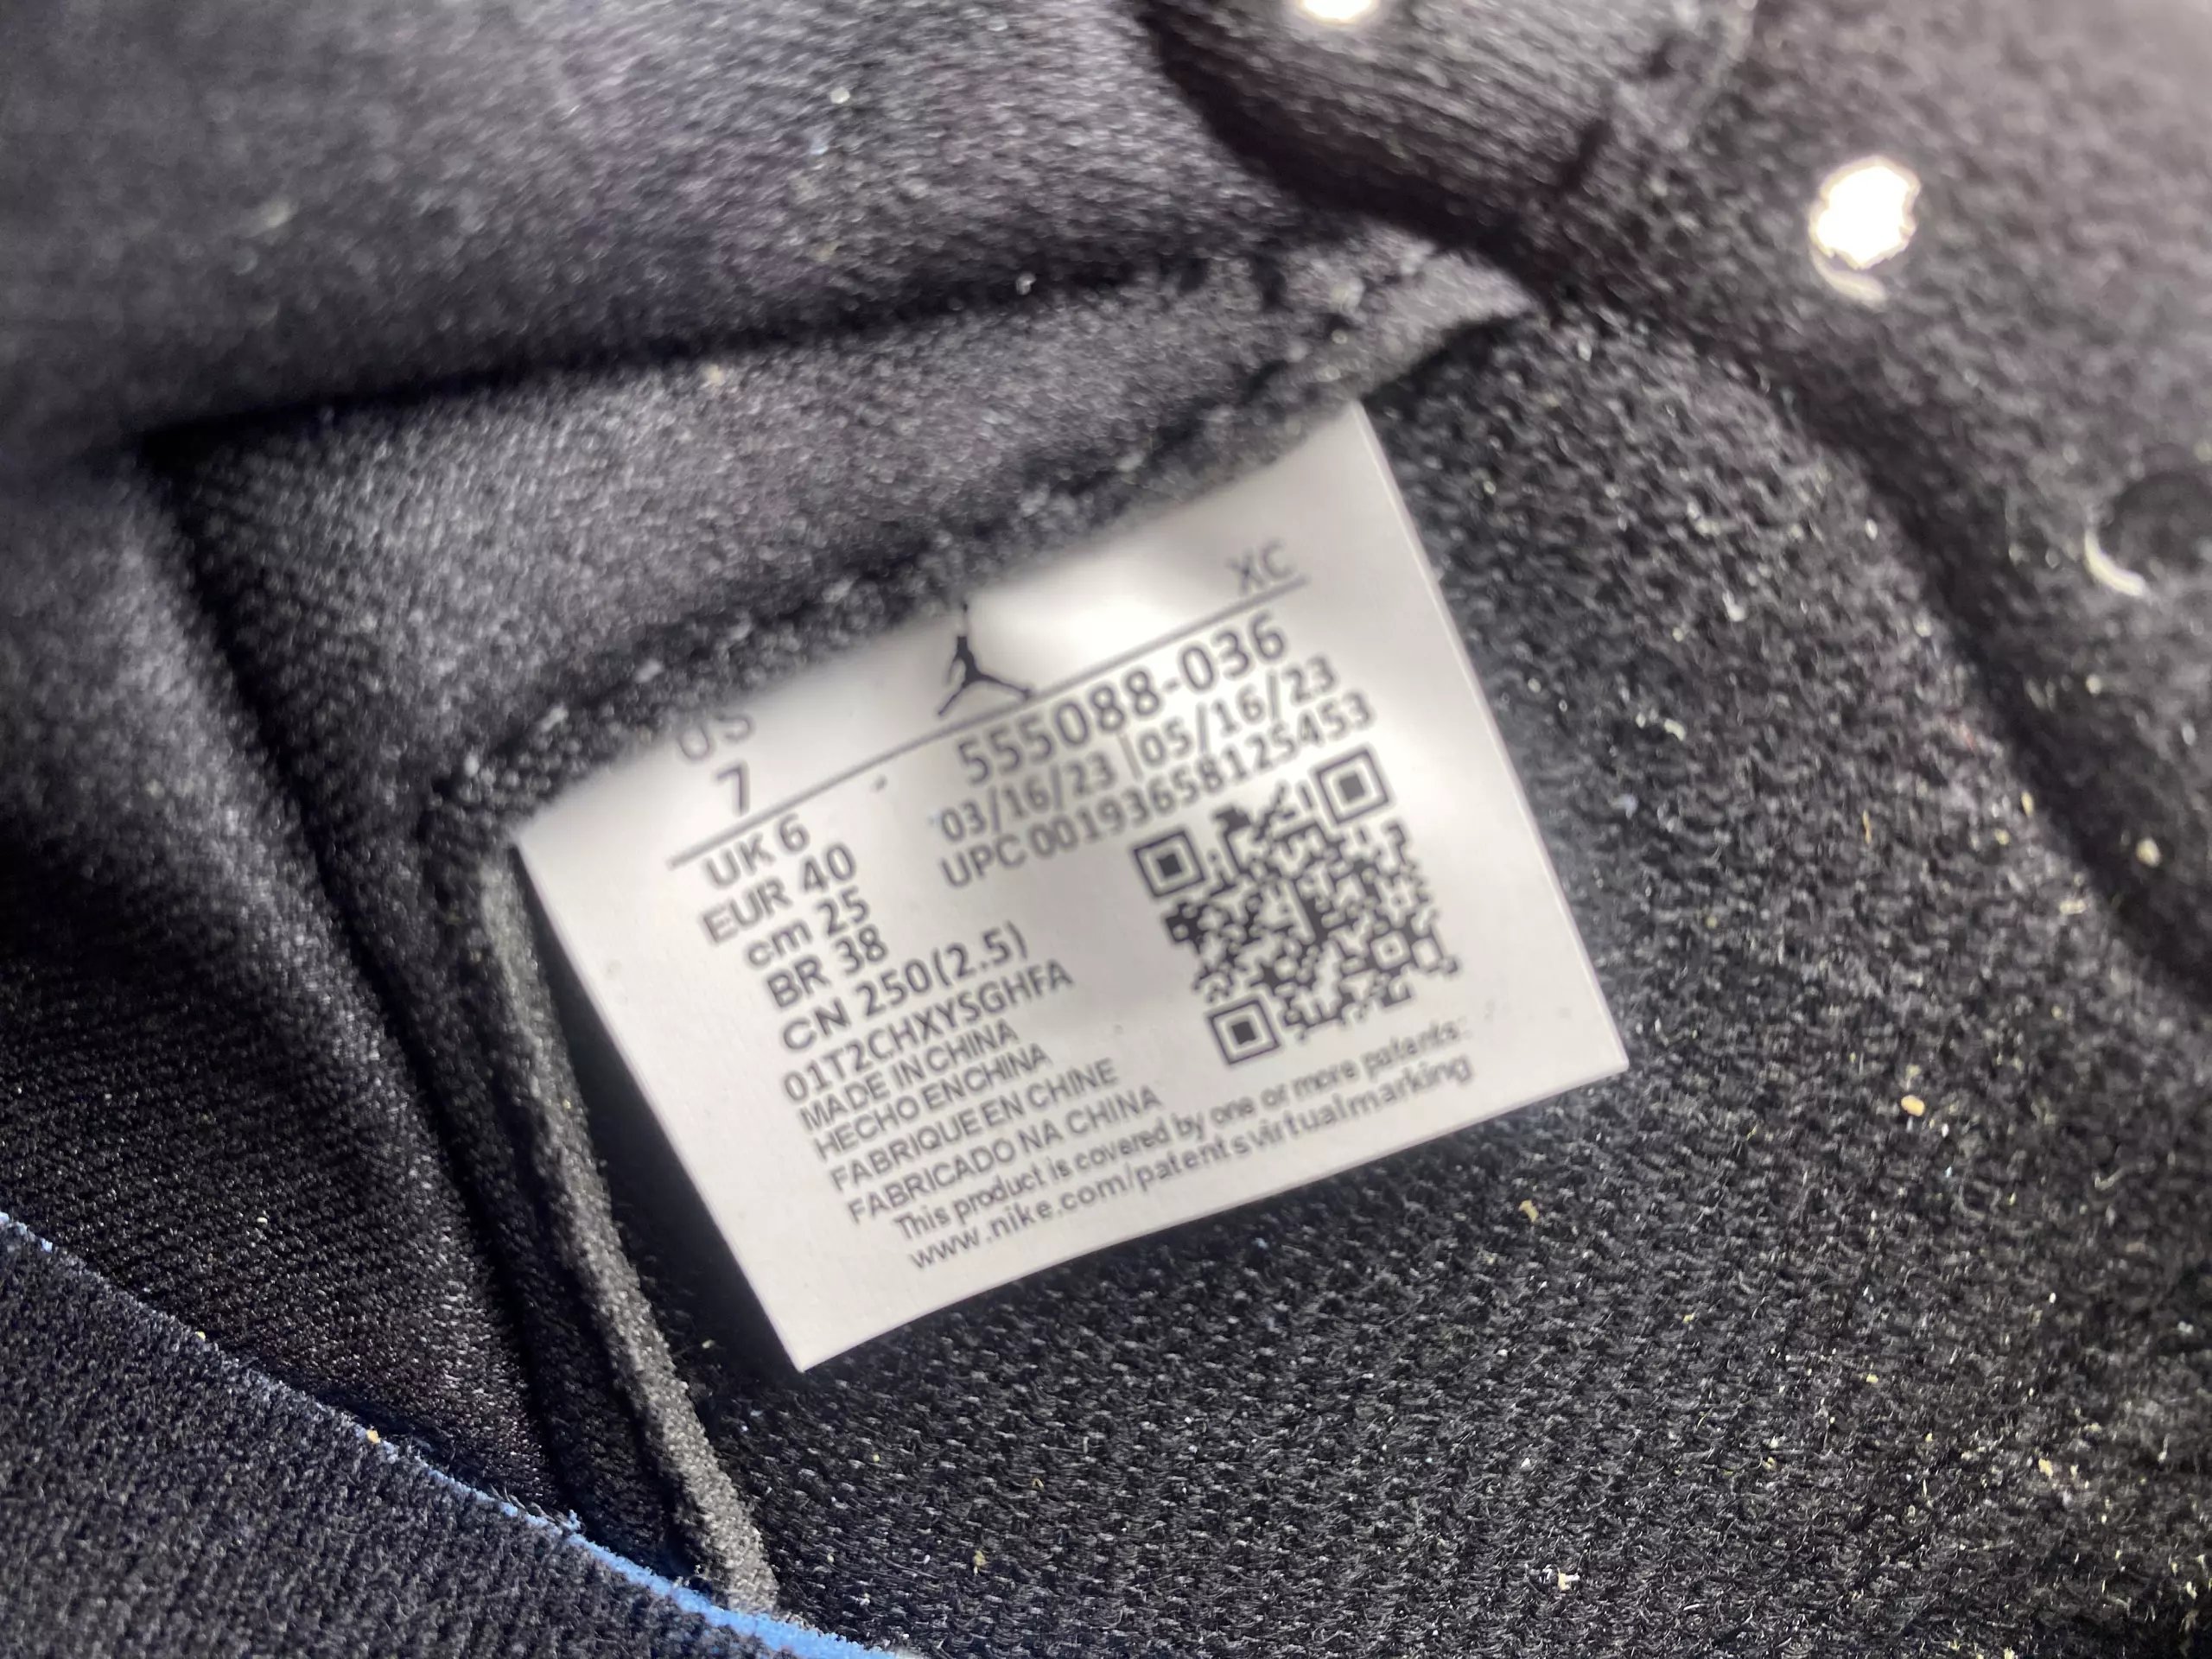 US
7
XC
UK 6
EUR 40
cm 25
BR 38
CN 250(2.5)
555088-036
03/16/23 |05/16/23
UPC 00193658125453
01T2CHXYSGHFA
MADE IN CHINA
HECHO EN CHINA
FABRIQUE EN CHINE
FABRICADO NA CHINA
This product is covered by one or more patents:
www.nike.com/patentsvirtualmarking